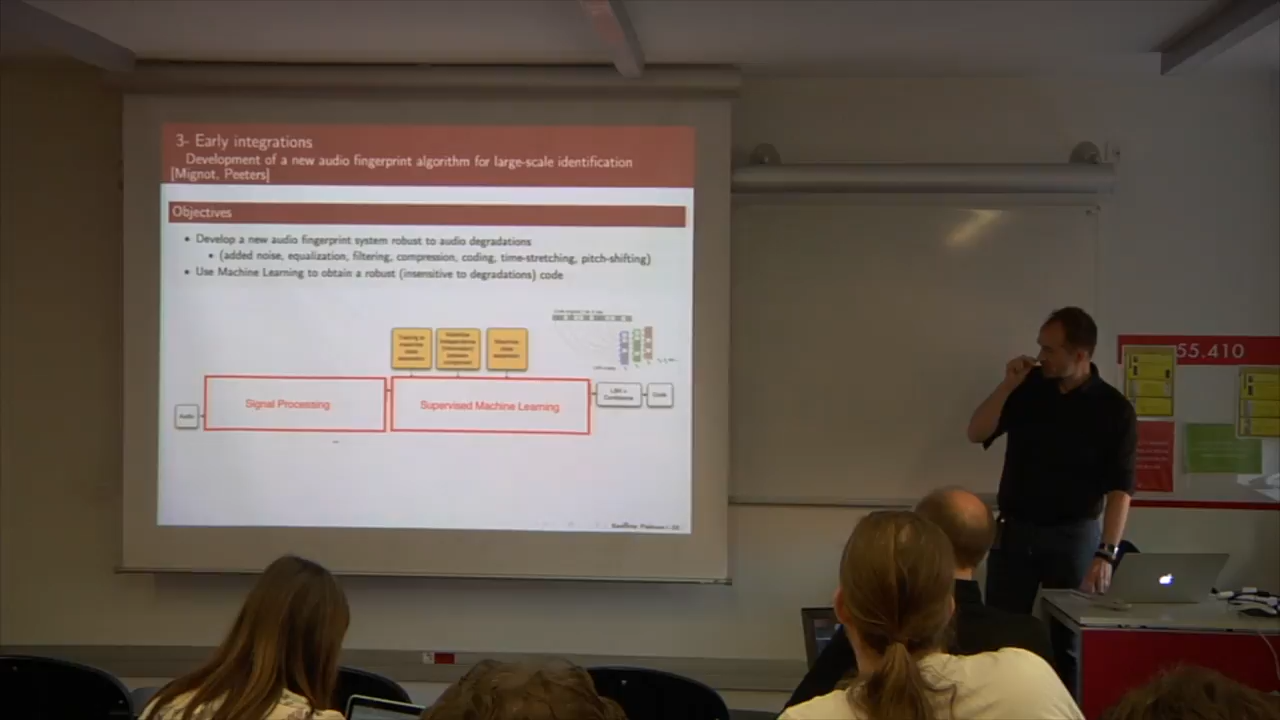 3- Early integrations
Development of a new audio fingerprint algorithm for large-scale identification
[Mignot, Peeters]
Objectives
• Develop a new audio fingerprint system robust to audio degradations
• (added noise, equalization, filtering, compression, coding, time-stretching, pitch-shifting)
• Use Machine Learning to obtain a robust (insensitive to degradations) code
Audio
Signal Processing
Supervised Machine Learning
Code
55.410